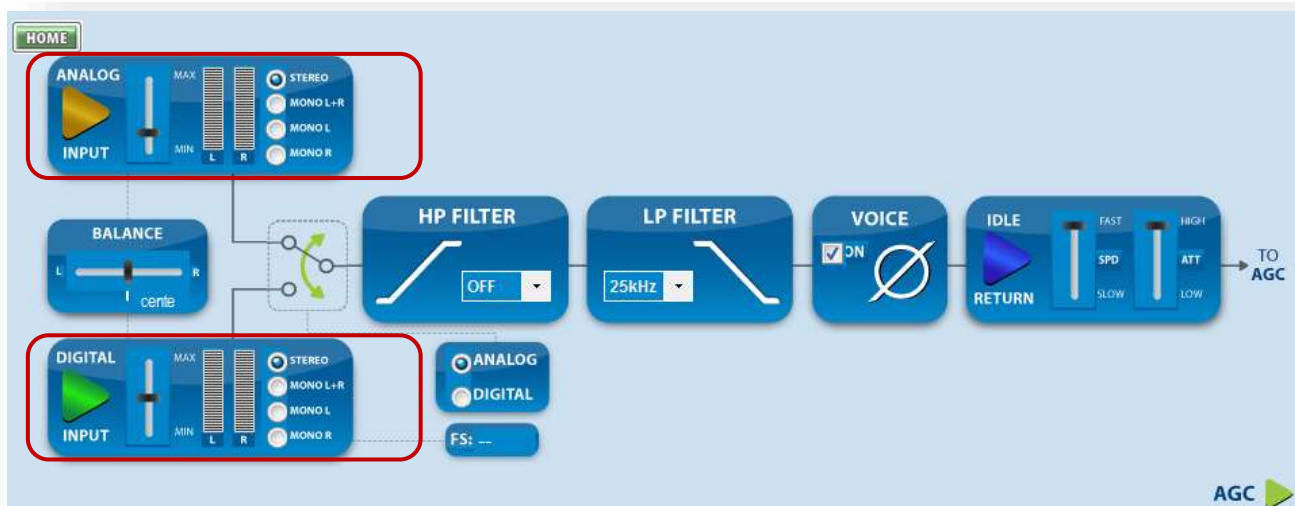 HOME
ANALOG
INPUT
MAX
MIN
L R
STEREO
MONO L+R
MONO L
MONO R
BALANCE
L R
cente
HP FILTER
OFF
LP FILTER
25kHz
VOICE
ON
IDLE
RETURN
FAST
SPD
SLOW
HIGH
ATT
LOW
TO
AGC
DIGITAL
INPUT
MAX
MIN
L R
STEREO
MONO L+R
MONO L
MONO R
ANALOG
DIGITAL
FS: --
AGC